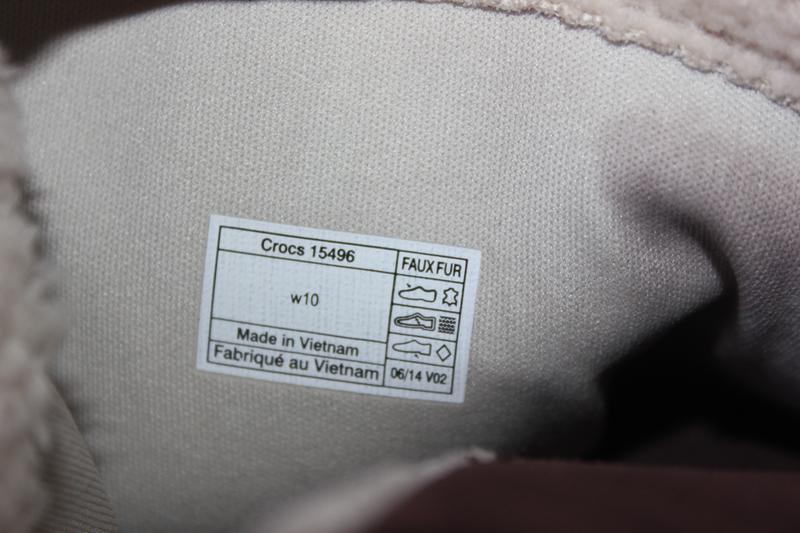 Crocs 15496
FAUX FUR
w10
Made in Vietnam
Fabriqué au Vietnam
06/14 V02